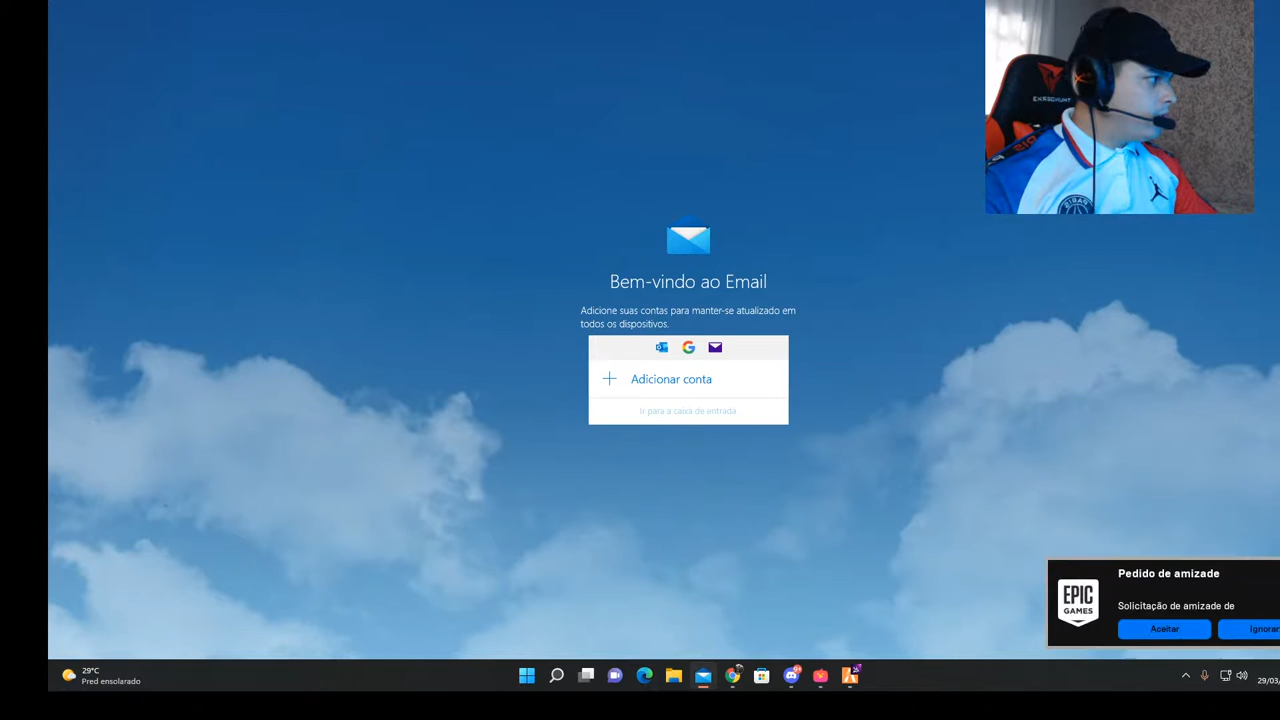 Bem-vindo ao Email
Adicione suas contas para manter-se atualizado em
todos os dispositivos.
Adicionar conta
Ir para a caixa de entrada
EPIC
GAMES
Pedido de amizade
Solicitação de amizade de
Aceitar
Ignorar
29°C
Pred ensolarado
29/03/